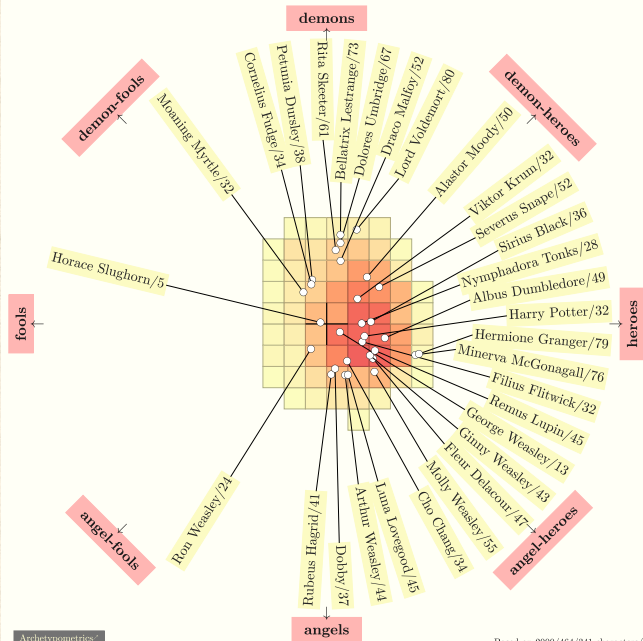 demons
demon-fools
demon-heroes
Moaning Myrtle/32
Cornelius Fudge/34
Petunia Dursley/38
Rita Skeeter/61
Bellatrix Lestrange/73
Dolores Umbridge/67
Draco Malfoy/52
Lord Voldemort/80
Alastor Moody/50
Viktor Krum/32
Severus Snape/52
Sirius Black/36
Nymphadora Tonks/28
Albus Dumbledore/49
Harry Potter/32
Hermione Granger/79
Minerva McGonagall/76
Filius Flitwick/32
Remus Lupin/45
George Weasley/13
Ginny Weasley/43
Fleur Delacour/47
Molly Weasley/55
Cho Chang/34
Luna Lovegood/45
Arthur Weasley/44
Dobby/37
Rubeus Hagrid/41
Ron Weasley/24
Horace Slughorn/5
fools
heroes
angel-fools
angel-heroes
angels
Archetypometrics